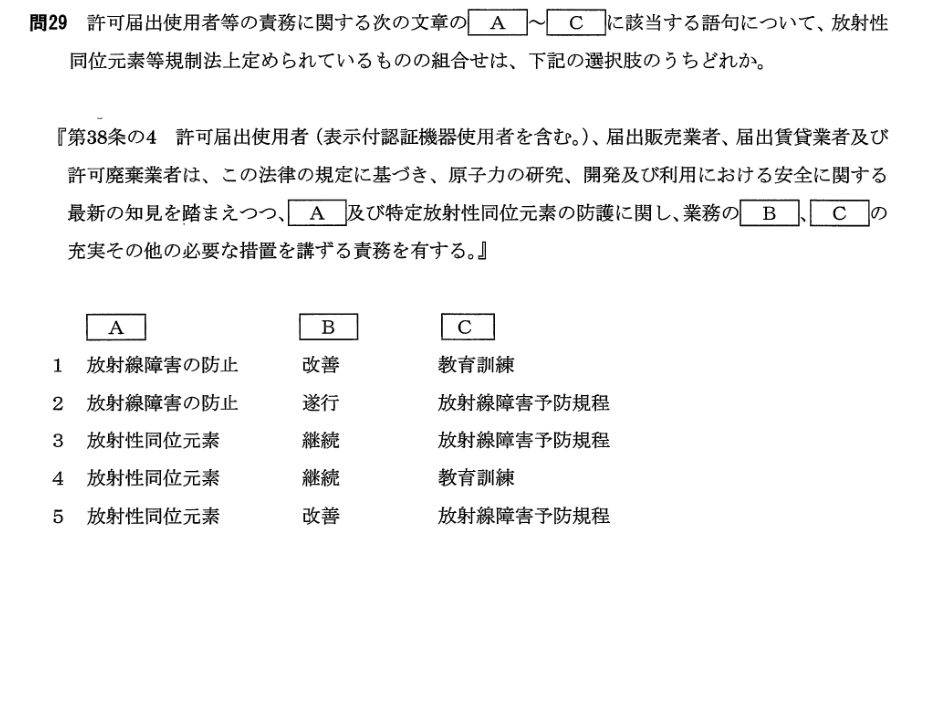 問29　許可届出使用者等の責務に関する次の文章の A ～ C に該当する語句について、放射性
同位元素等規制法上定められているものの組合せは、下記の選択肢のうちどれか。
『第38条の4　許可届出使用者（表示付認証機器使用者を含む。）、届出販売業者、届出賃貸業者及び
許可廃棄業者は、この法律の規定に基づき、原子力の研究、開発及び利用における安全に関する
最新の知見を踏まえつつ、 A 及び特定放射性同位元素の防護に関し、業務の B 、 C の
充実その他の必要な措置を講ずる責務を有する。』
A　B　C
1　放射線障害の防止　改善　教育訓練
2　放射線障害の防止　遂行　放射線障害予防規程
3　放射性同位元素　継続　放射線障害予防規程
4　放射性同位元素　継続　教育訓練
5　放射性同位元素　改善　放射線障害予防規程